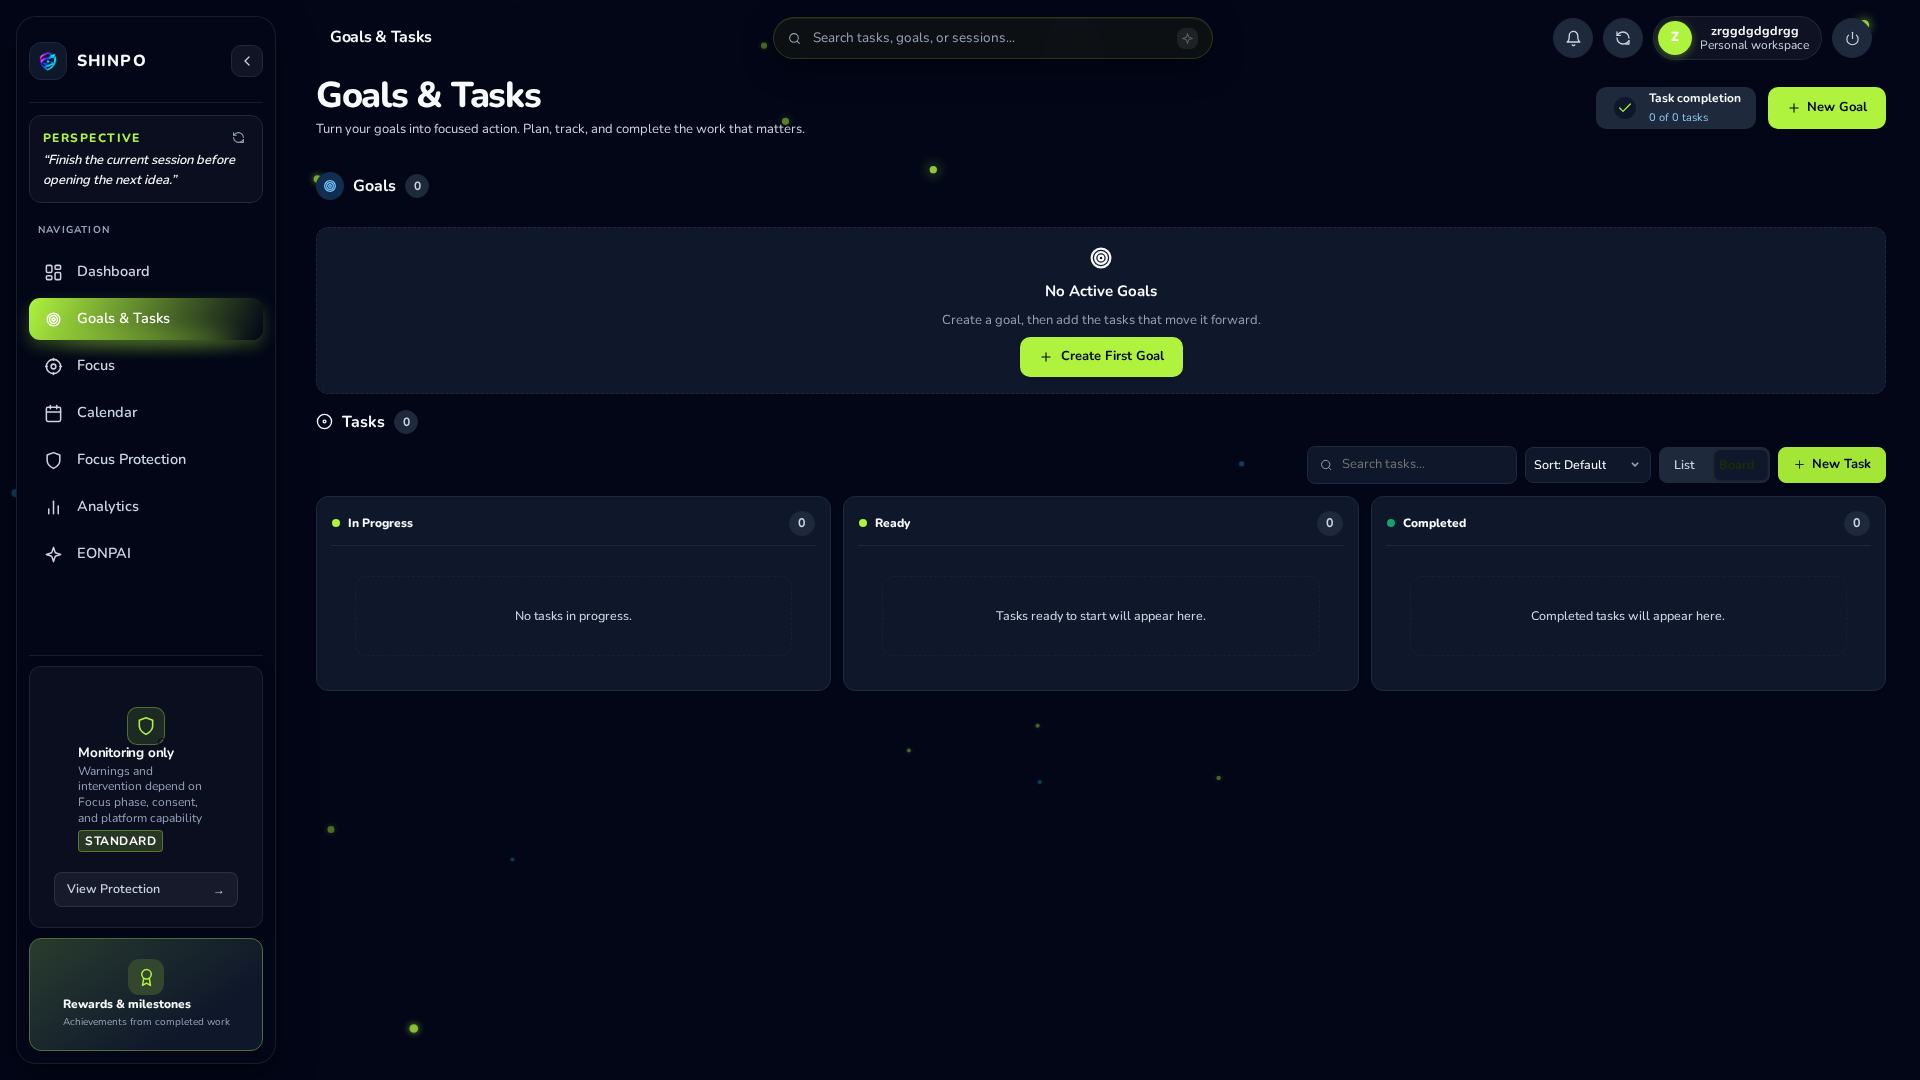 SHINPO
PERSPECTIVE
“Finish the current session before
opening the next idea.”
NAVIGATION
Dashboard
Goals & Tasks
Focus
Calendar
Focus Protection
Analytics
EONPAI
Monitoring only
Warnings and
intervention depend on
Focus phase, consent,
and platform capability
STANDARD
View Protection →
Rewards & milestones
Achievements from completed work
Goals & Tasks
Search tasks, goals, or sessions...
Z
zrggdgdgdrgg
Personal workspace
Goals & Tasks
Turn your goals into focused action. Plan, track, and complete the work that matters.
Task completion
0 of 0 tasks
New Goal
Goals 0
No Active Goals
Create a goal, then add the tasks that move it forward.
Create First Goal
Tasks 0
Search tasks...
Sort: Default
List
Board
New Task
In Progress 0
No tasks in progress.
Ready 0
Tasks ready to start will appear here.
Completed 0
Completed tasks will appear here.